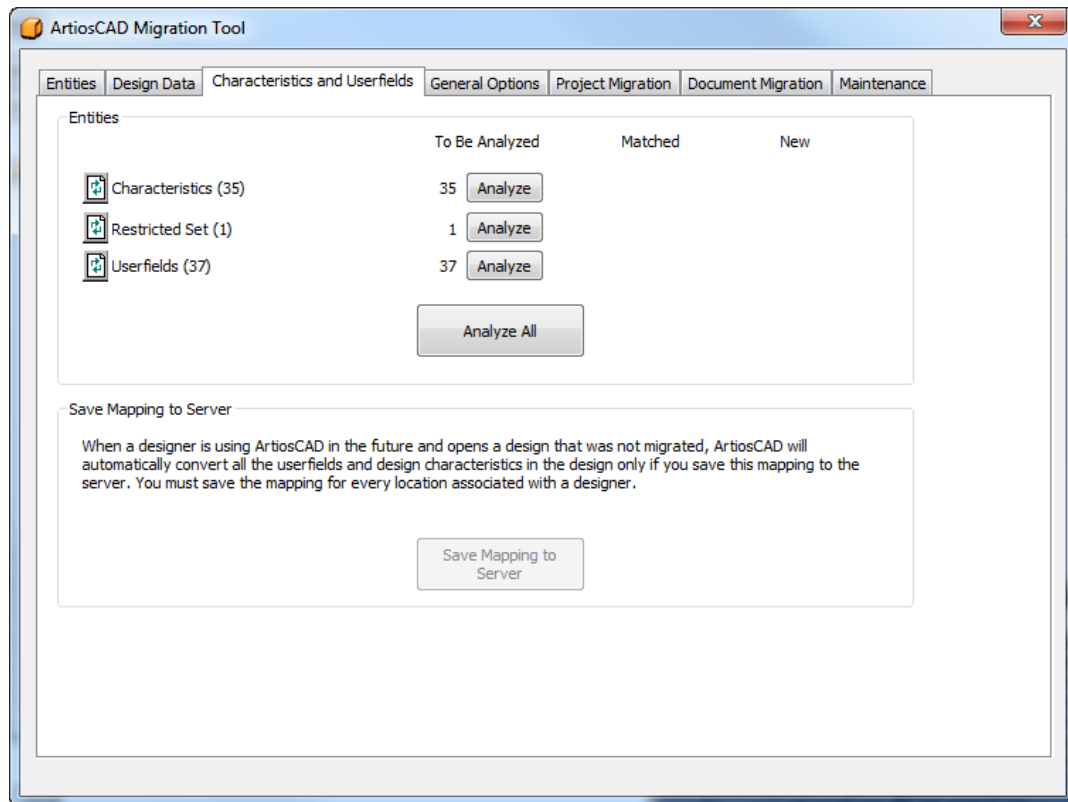 ArtiosCAD Migration Tool
Entities Design Data Characteristics and Userfields General Options Project Migration Document Migration Maintenance
Entities
To Be Analyzed Matched New
Characteristics (35) 35 Analyze
Restricted Set (1) 1 Analyze
Userfields (37) 37 Analyze
Analyze All
Save Mapping to Server
When a designer is using ArtiosCAD in the future and opens a design that was not migrated, ArtiosCAD will
automatically convert all the userfields and design characteristics in the design only if you save this mapping to the
server. You must save the mapping for every location associated with a designer.
Save Mapping to
Server